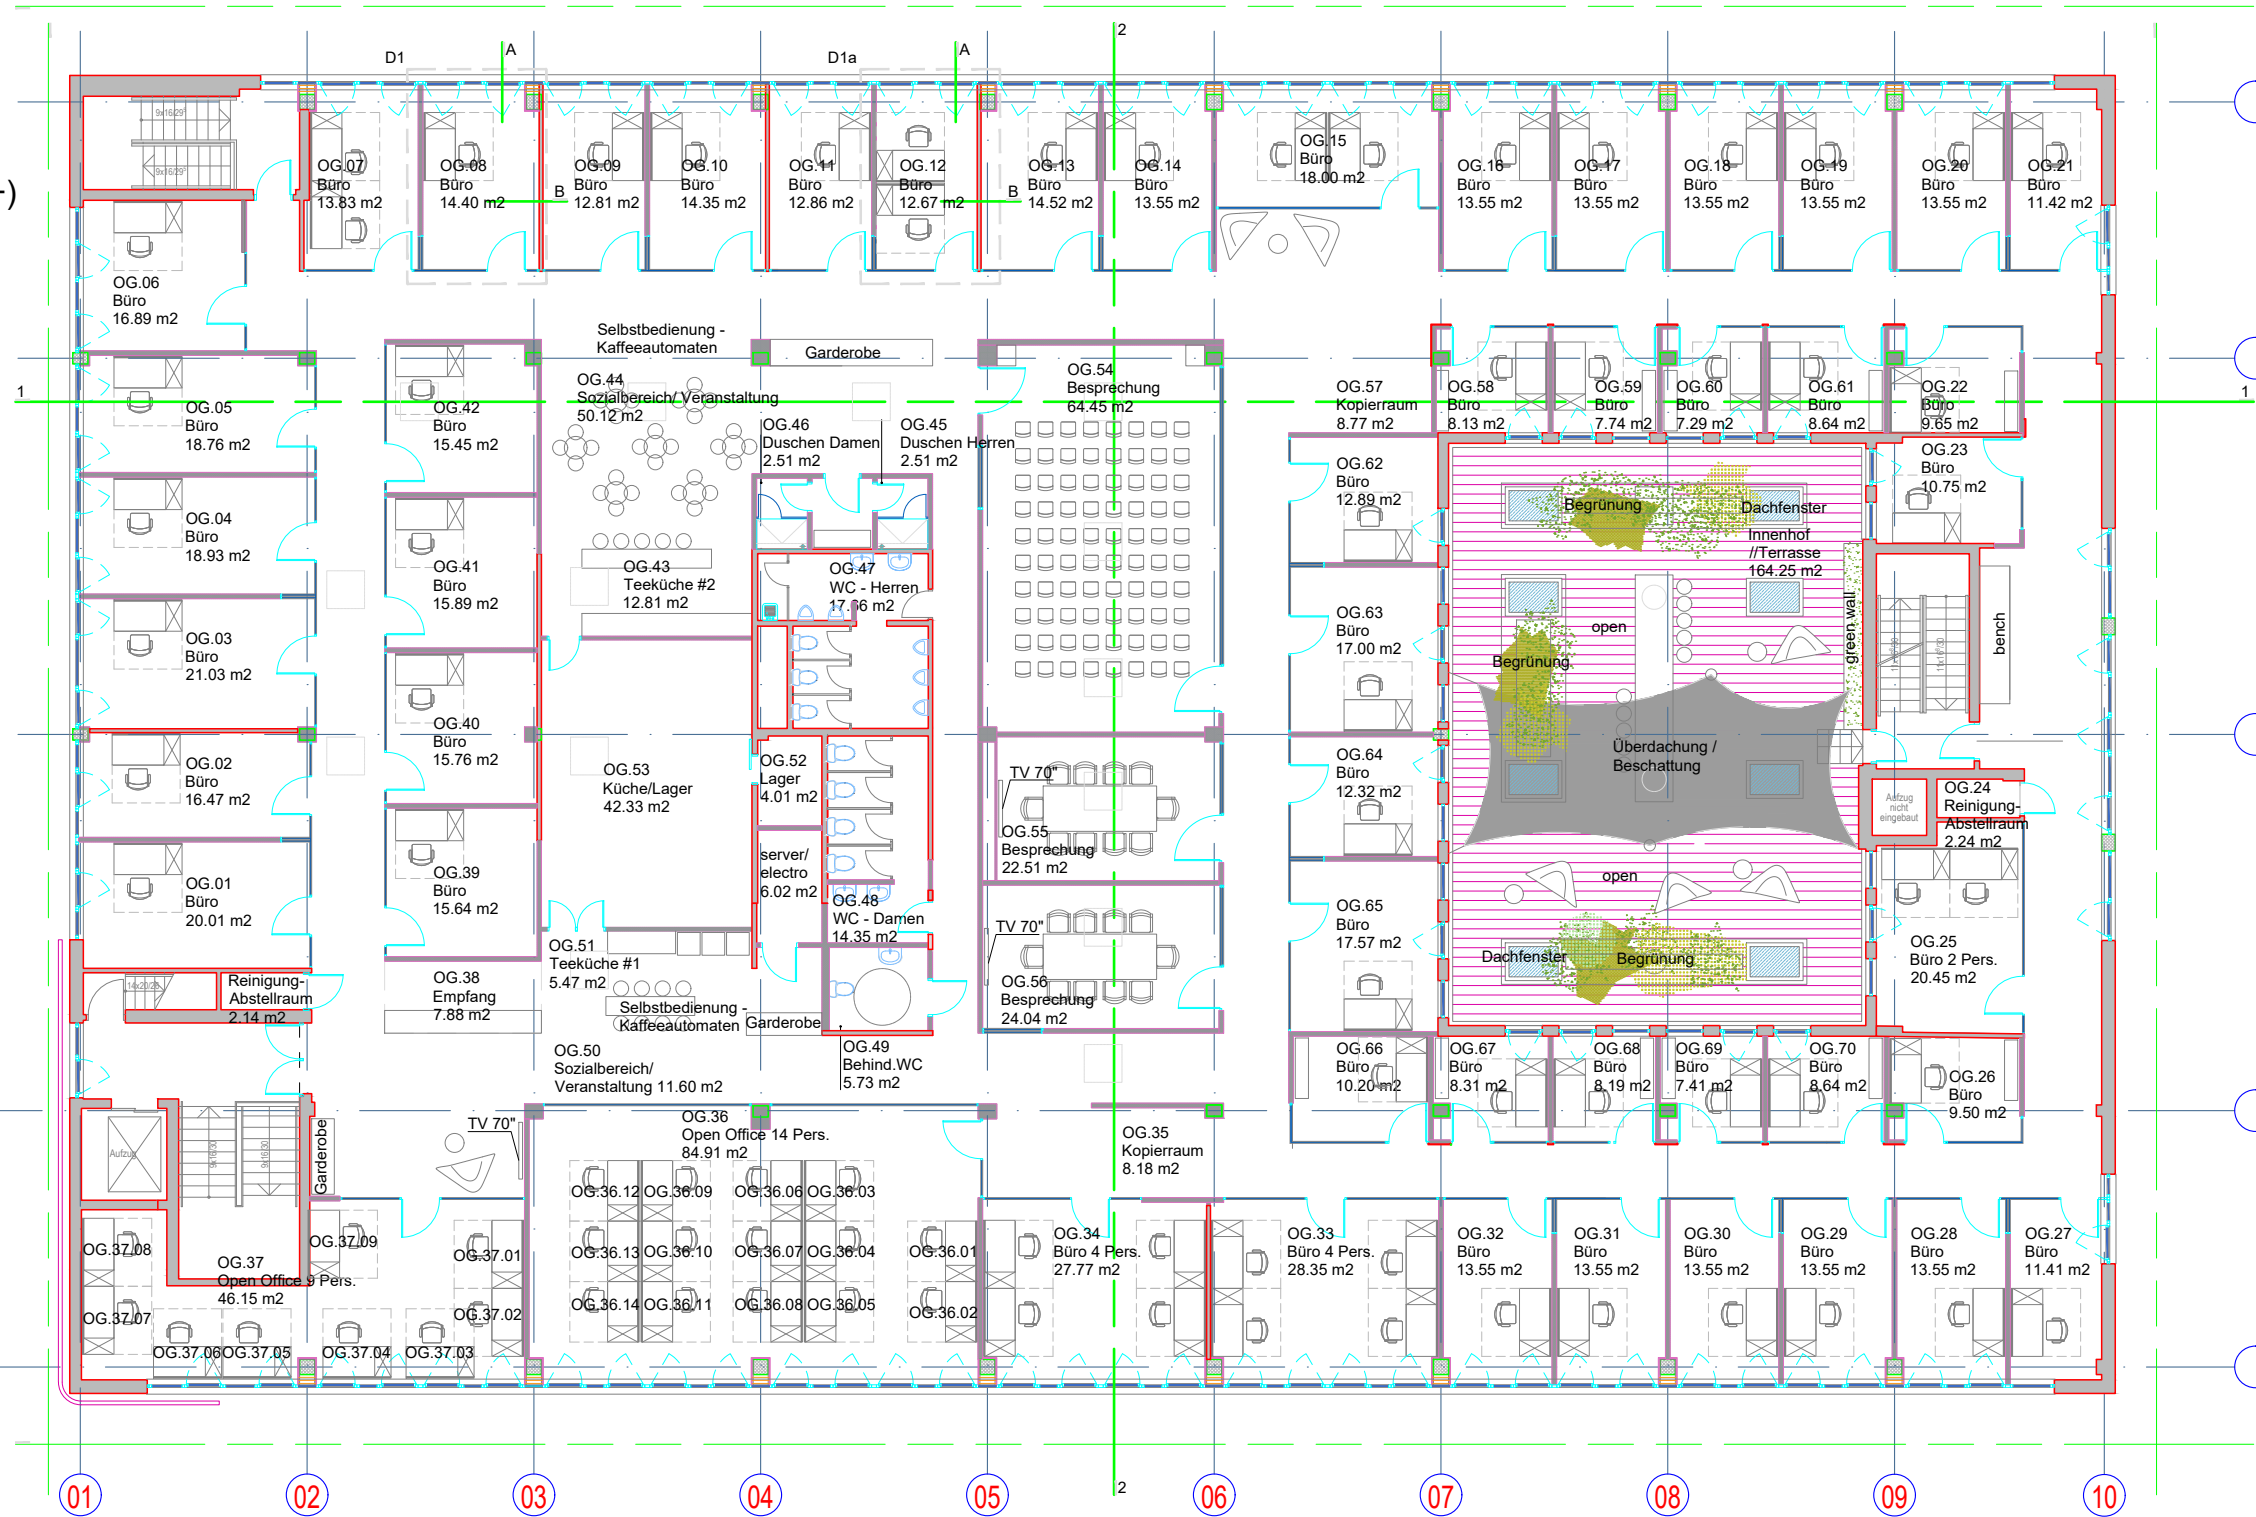 D1
A
D1a
A
2
-)
9x16/29⁵
9x16/29⁵
OG.07
Büro
13.83 m2
OG.08
Büro
14.40 m2
B
OG.09
Büro
12.81 m2
OG.10
Büro
14.35 m2
OG.11
Büro
12.86 m2
OG.12
Büro
12.67 m2
B
OG.13
Büro
14.52 m2
OG.14
Büro
13.55 m2
OG.15
Büro
18.00 m2
OG.16
Büro
13.55 m2
OG.17
Büro
13.55 m2
OG.18
Büro
13.55 m2
OG.19
Büro
13.55 m2
OG.20
Büro
13.55 m2
OG.21
Büro
11.42 m2
OG.06
Büro
16.89 m2
Selbstbedienung -
Kaffeeautomaten
Garderobe
1
1
OG.05
Büro
18.76 m2
OG.42
Büro
15.45 m2
OG.44
Sozialbereich/ Veranstaltung
50.12 m2
OG.46
Duschen Damen
2.51 m2
OG.45
Duschen Herren
2.51 m2
OG.54
Besprechung
64.45 m2
OG.57
Kopierraum
8.77 m2
OG.58
Büro
8.13 m2
OG.59
Büro
7.74 m2
OG.60
Büro
7.29 m2
OG.61
Büro
8.64 m2
OG.22
Büro
9.65 m2
OG.23
Büro
10.75 m2
OG.04
Büro
18.93 m2
OG.41
Büro
15.89 m2
OG.43
Teeküche #2
12.81 m2
OG.47
WC - Herren
17.66 m2
OG.62
Büro
12.89 m2
Begrünung
Dachfenster
Innenhof
//Terrasse
164.25 m2
OG.03
Büro
21.03 m2
OG.63
Büro
17.00 m2
open
Begrünung
green wall
11x16⁵/30
11x16⁵/30
bench
OG.02
Büro
16.47 m2
OG.40
Büro
15.76 m2
OG.53
Küche/Lager
42.33 m2
OG.52
Lager
4.01 m2
TV 70"
OG.55
Besprechung
22.51 m2
OG.64
Büro
12.32 m2
Überdachung /
Beschattung
Aufzug
nicht
eingebaut
OG.24
Reinigung-
Abstellraum
2.24 m2
OG.01
Büro
20.01 m2
OG.39
Büro
15.64 m2
server/
electro
6.02 m2
OG.48
WC - Damen
14.35 m2
TV 70"
OG.56
Besprechung
24.04 m2
OG.65
Büro
17.57 m2
open
Dachfenster
Begrünung
OG.25
Büro 2 Pers.
20.45 m2
14x20/26
Reinigung-
Abstellraum
2.14 m2
OG.38
Empfang
7.88 m2
OG.51
Teeküche #1
5.47 m2
Selbstbedienung -
Kaffeeautomaten
Garderobe
OG.49
Behind.WC
5.73 m2
OG.50
Sozialbereich/
Veranstaltung 11.60 m2
OG.66
Büro
10.20 m2
OG.67
Büro
8.31 m2
OG.68
Büro
8.19 m2
OG.69
Büro
7.41 m2
OG.70
Büro
8.64 m2
OG.26
Büro
9.50 m2
Aufzug
9x16/30
9x16/30
Garderobe
TV 70"
OG.36
Open Office 14 Pers.
84.91 m2
OG.35
Kopierraum
8.18 m2
OG.36.12
OG.36.09
OG.36.06
OG.36.03
OG.36.13
OG.36.10
OG.36.07
OG.36.04
OG.36.01
OG.36.14
OG.36.11
OG.36.08
OG.36.05
OG.36.02
OG.37.08
OG.37.09
OG.37.01
OG.37
Open Office 9 Pers.
46.15 m2
OG.37.07
OG.37.02
OG.37.06
OG.37.05
OG.37.04
OG.37.03
OG.34
Büro 4 Pers.
27.77 m2
OG.33
Büro 4 Pers.
28.35 m2
OG.32
Büro
13.55 m2
OG.31
Büro
13.55 m2
OG.30
Büro
13.55 m2
OG.29
Büro
13.55 m2
OG.28
Büro
13.55 m2
OG.27
Büro
11.41 m2
2
01
02
03
04
05
06
07
08
09
10